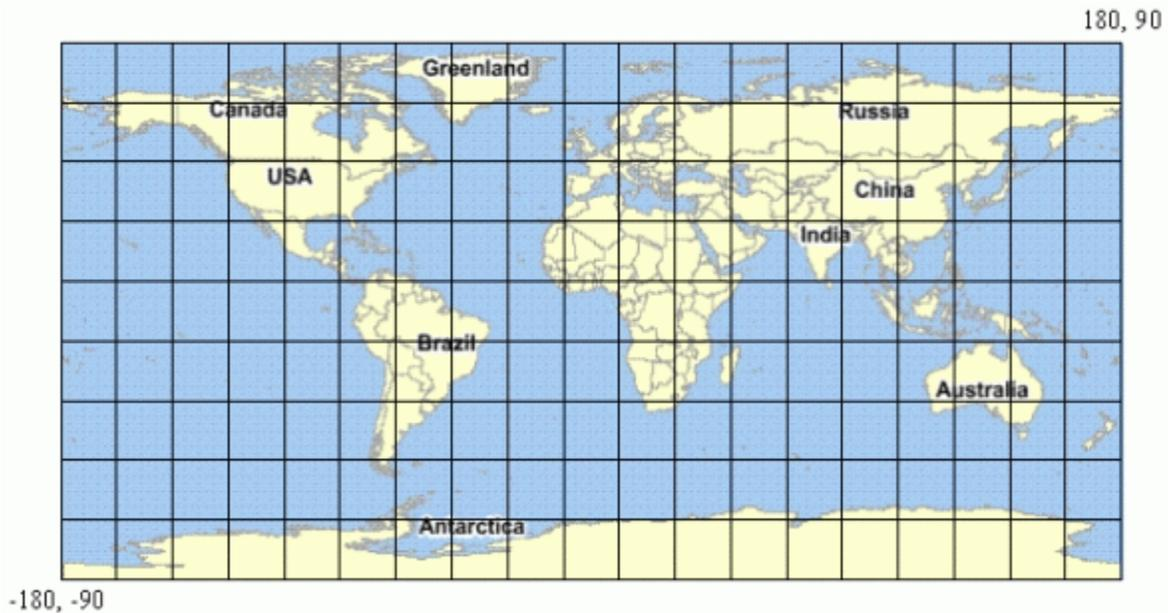 180, 90
Greenland
Canada
Russia
USA
China
India
Brazil
Australia
Antarctica
-180, -90